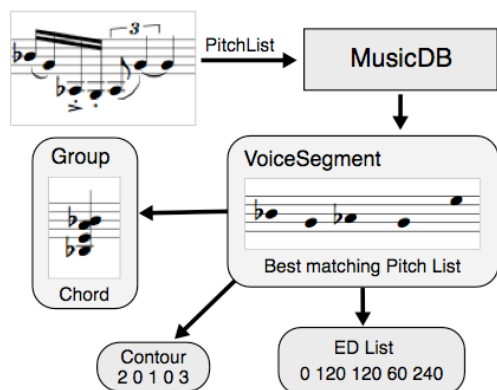 3
PitchList
MusicDB
Group
Chord
VoiceSegment
Best matching Pitch List
Contour
2 0 1 0 3
ED List
0 120 120 60 240